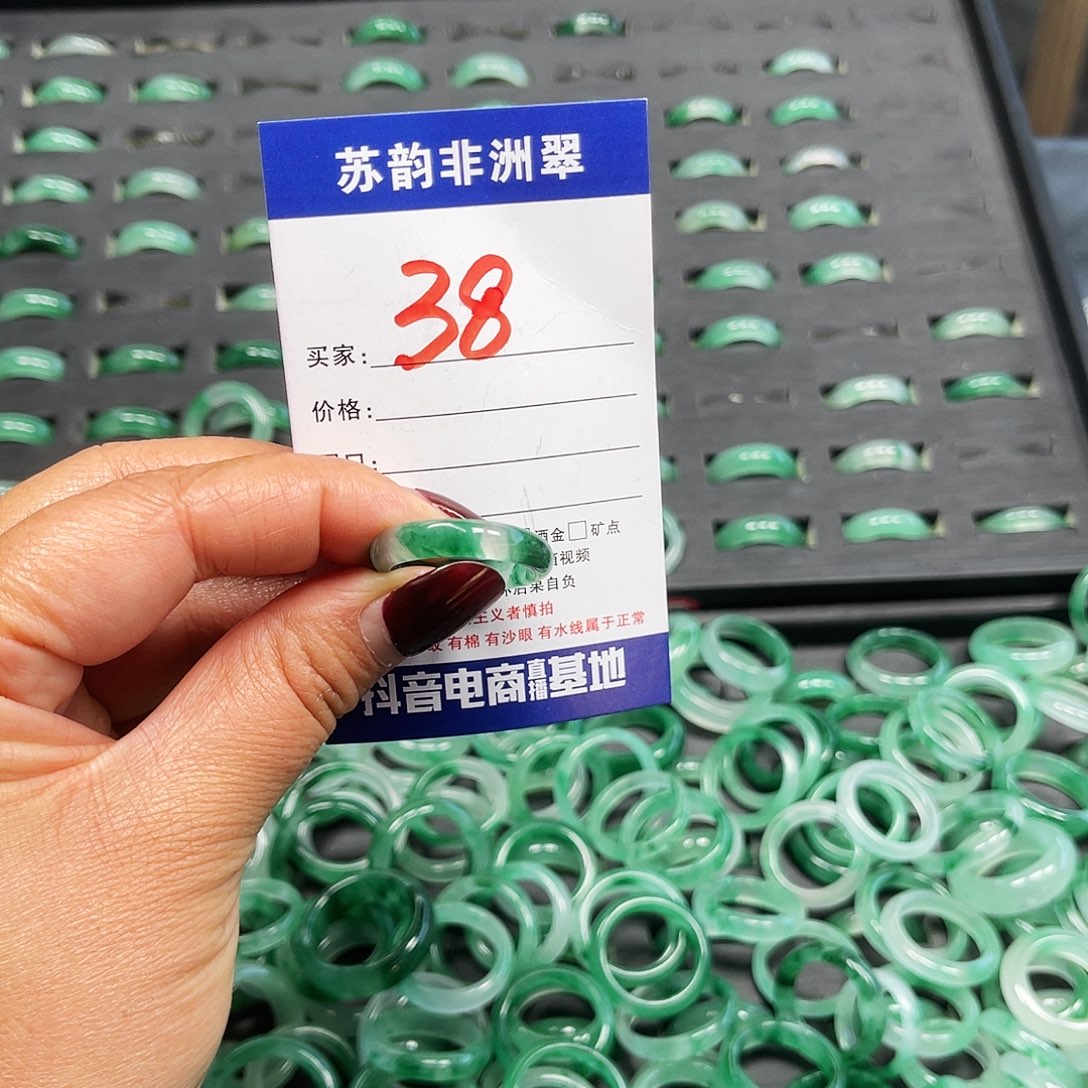 苏韵非洲翠
38
买家:
价格:
洒金□矿点
视频
后果自负
主义者慎拍
有棉 有沙眼 有水线属于正常
抖音电商直播基地